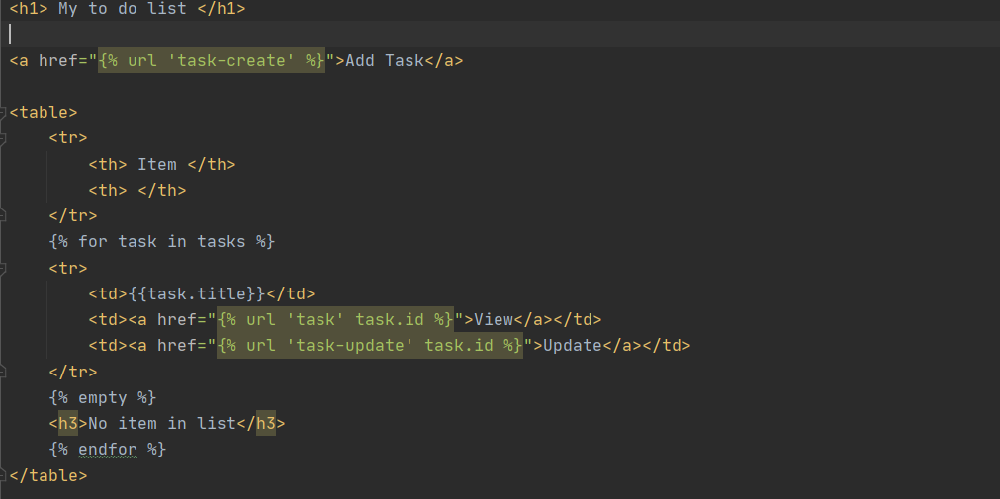 <h1> My to do list </h1>
<a href="{% url 'task-create' %}">Add Task</a>
<table>
<tr>
<th> Item </th>
<th> </th>
</tr>
{% for task in tasks %}
<tr>
<td>{{task.title}}</td>
<td><a href="{% url 'task' task.id %}">View</a></td>
<td><a href="{% url 'task-update' task.id %}">Update</a></td>
</tr>
{% empty %}
<h3>No item in list</h3>
{% endfor %}
</table>